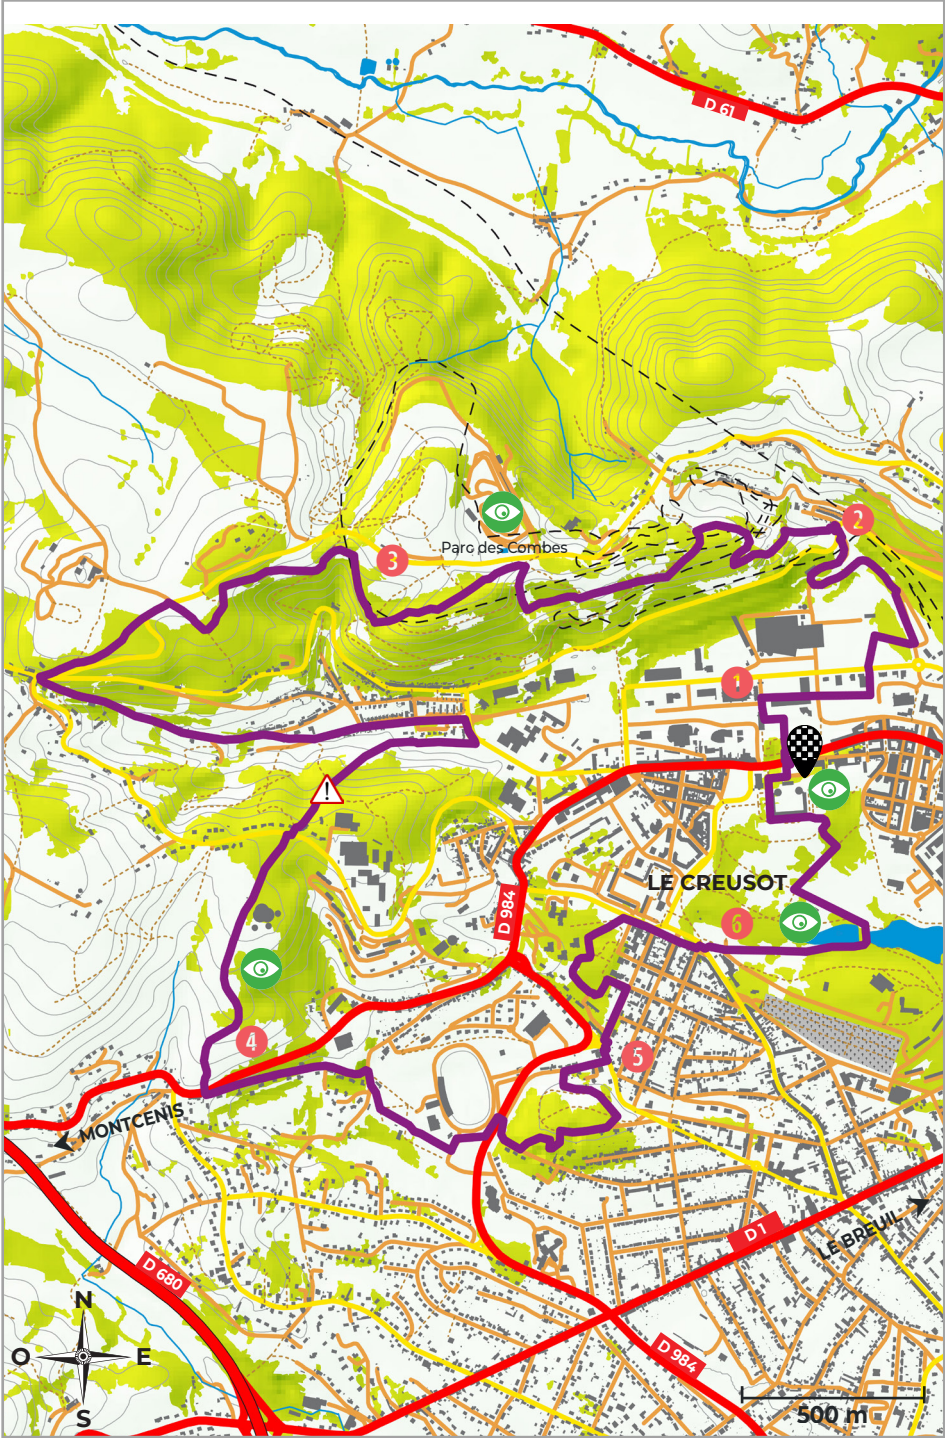 D 61
2
Parc des Combes
3
1
!
LE CREUSOT
D 984
6
4
5
MONTCENIS
D 1
LE BREUIL
D 680
N
O E
S
D 984
500 m